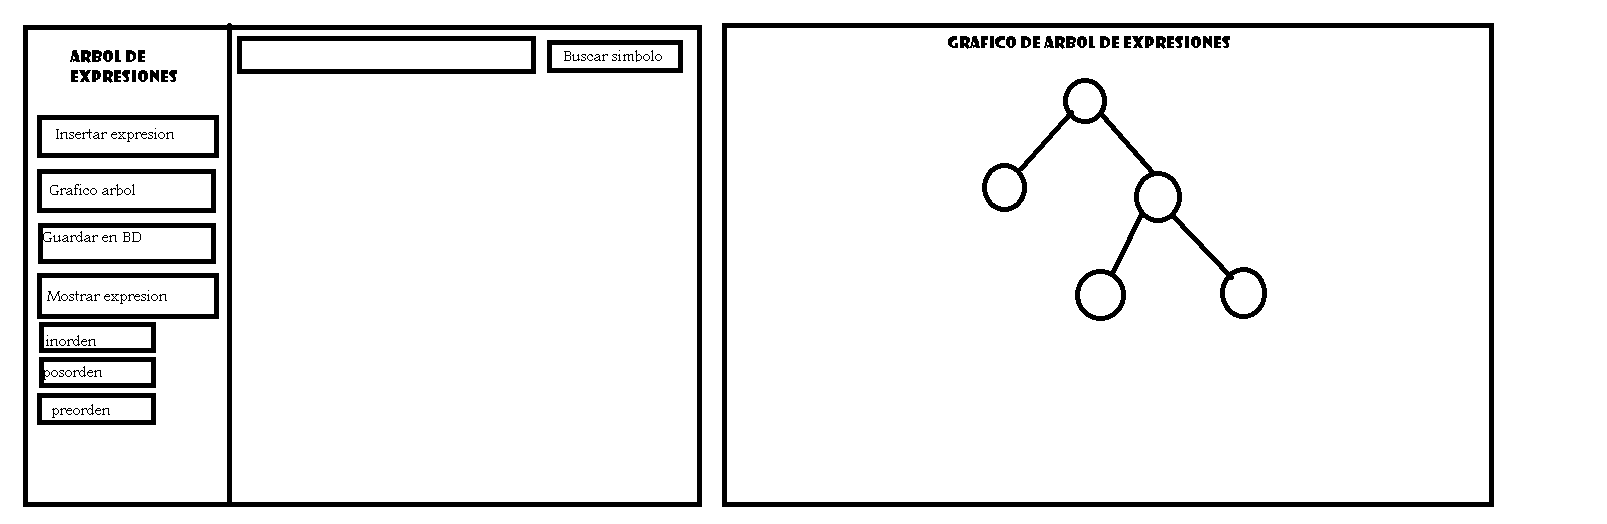 ARBOL DE
EXPRESIONES
Insertar expresion
Grafico arbol
Guardar en BD
Mostrar expresion
inorden
posorden
preorden
Buscar simbolo
GRAFICO DE ARBOL DE EXPRESIONES